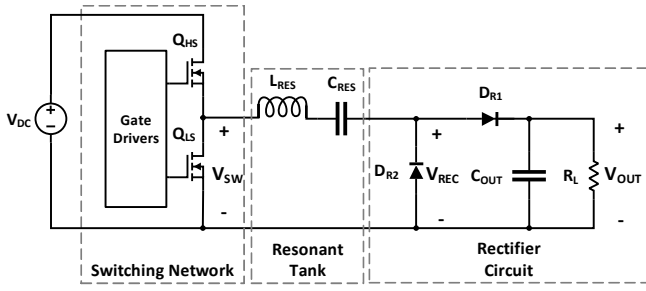 Q_HS
L_RES
C_RES
D_R1
V_DC
+
−
Gate
Drivers
Q_LS
+
V_SW
-
D_R2
+
V_REC
-
C_OUT
R_L
+
V_OUT
-
Switching Network
Resonant
Tank
Rectifier
Circuit